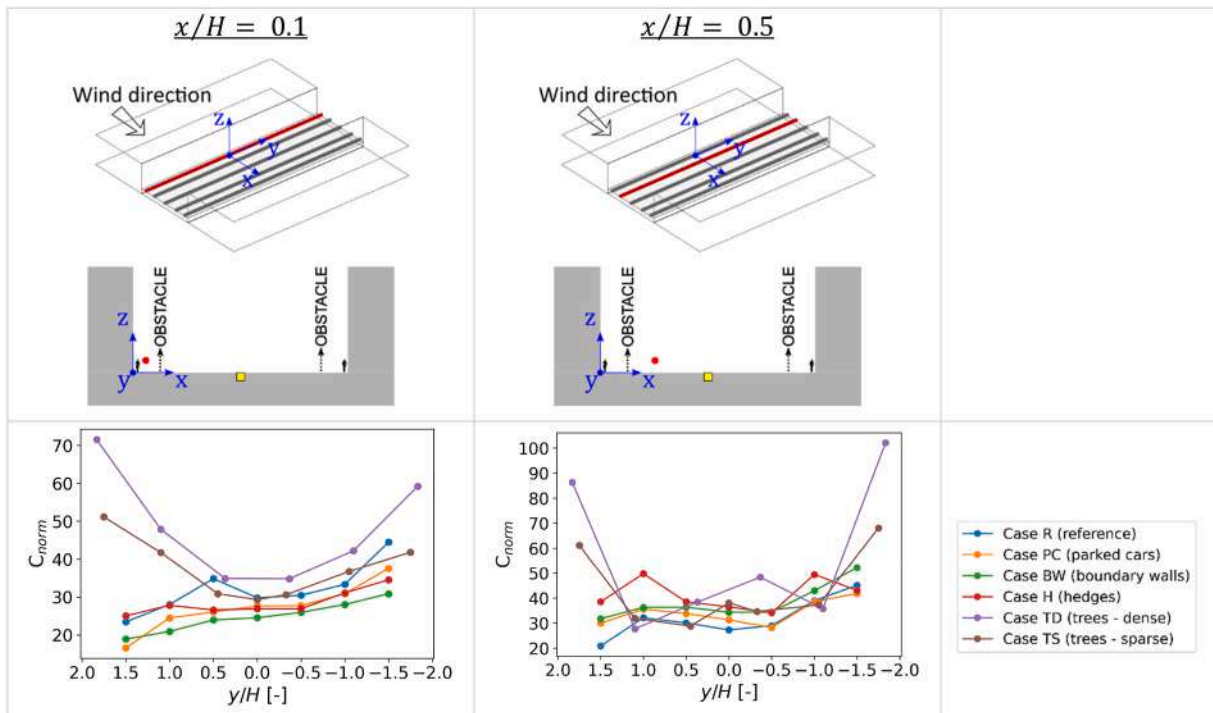 x/H = 0.1
Wind direction
z
y
x
OBSTACLE
OBSTACLE
z
y
x
x/H = 0.5
Wind direction
z
y
x
OBSTACLE
OBSTACLE
z
y
x
70
60
50
40
30
20
C_norm
2.0 1.5 1.0 0.5 0.0 -0.5 -1.0 -1.5 -2.0
y/H [-]
100
90
80
70
60
50
40
30
20
C_norm
2.0 1.5 1.0 0.5 0.0 -0.5 -1.0 -1.5 -2.0
y/H [-]
Case R (reference)
Case PC (parked cars)
Case BW (boundary walls)
Case H (hedges)
Case TD (trees - dense)
Case TS (trees - sparse)